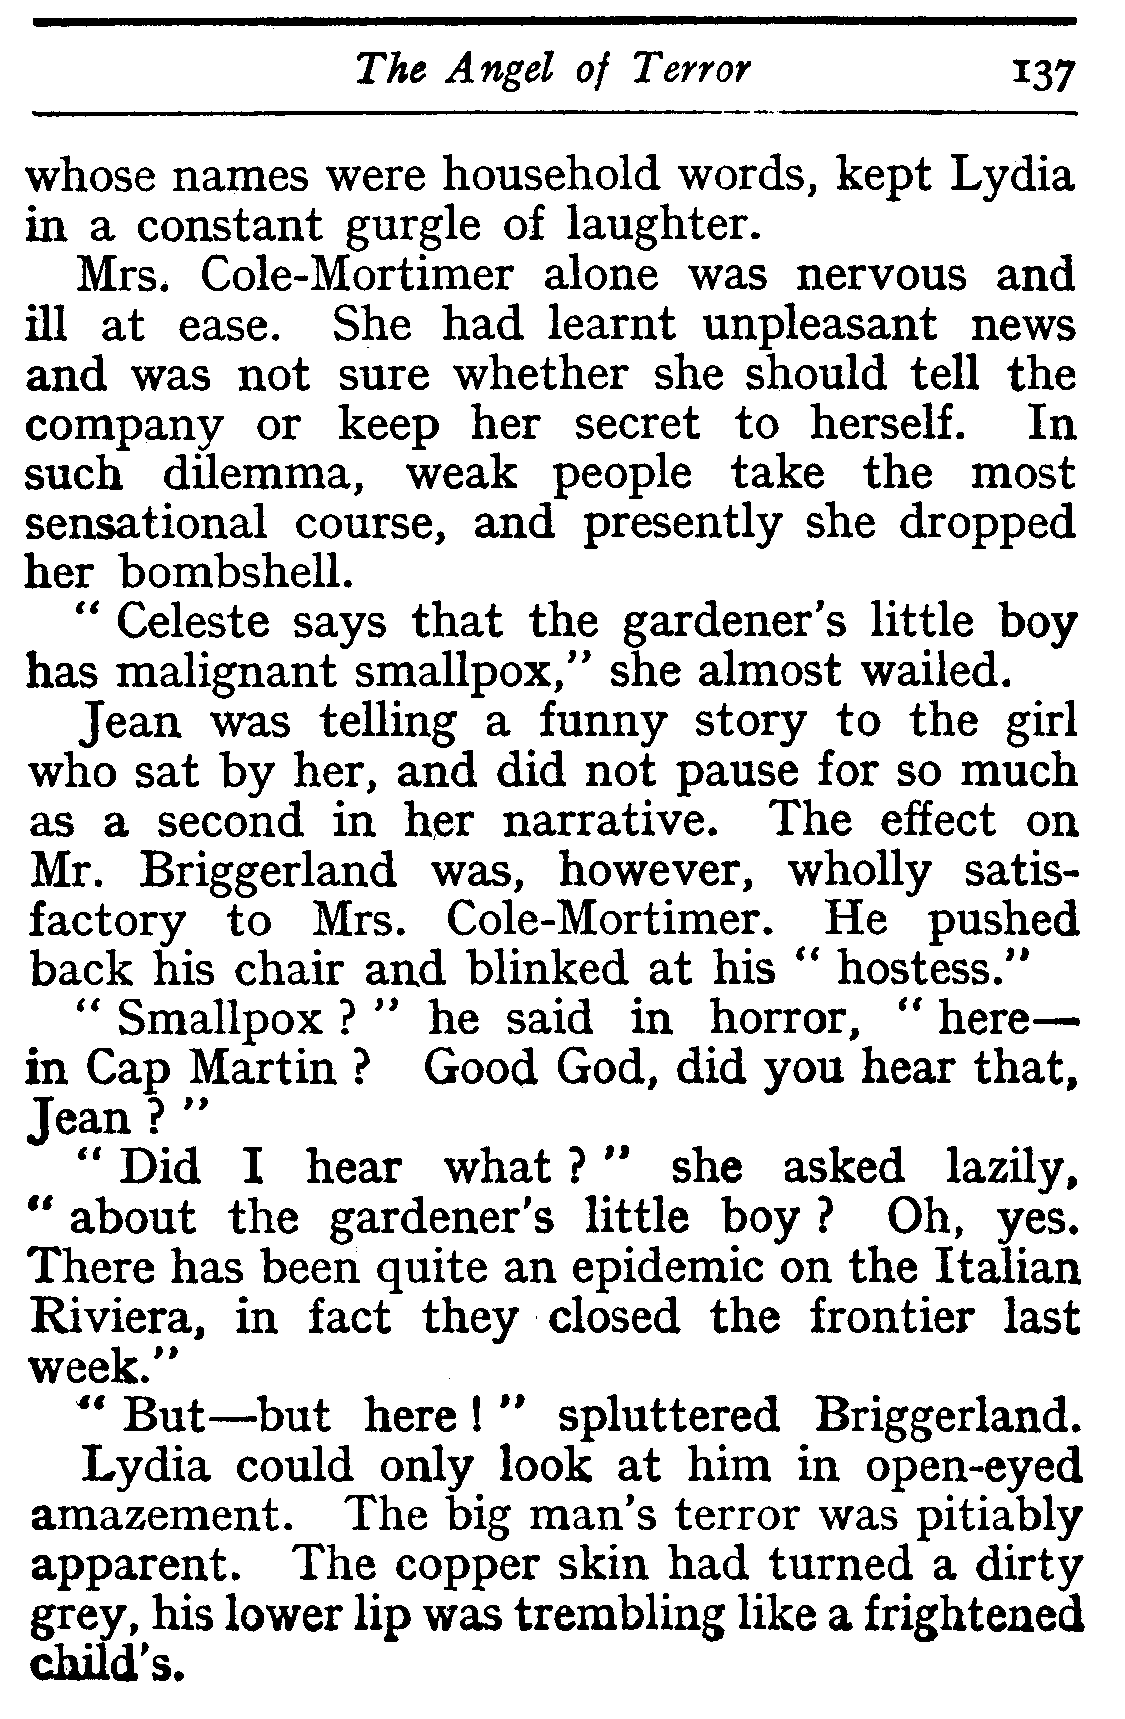 The Angel of Terror 137
whose names were household words, kept Lydia
in a constant gurgle of laughter.
Mrs. Cole-Mortimer alone was nervous and
ill at ease. She had learnt unpleasant news
and was not sure whether she should tell the
company or keep her secret to herself. In
such dilemma, weak people take the most
sensational course, and presently she dropped
her bombshell.
“ Celeste says that the gardener's little boy
has malignant smallpox,” she almost wailed.
Jean was telling a funny story to the girl
who sat by her, and did not pause for so much
as a second in her narrative. The effect on
Mr. Briggerland was, however, wholly satis-
factory to Mrs. Cole-Mortimer. He pushed
back his chair and blinked at his “ hostess.”
“ Smallpox ? ” he said in horror, “ here—
in Cap Martin ? Good God, did you hear that,
Jean ? ”
“ Did I hear what ? ” she asked lazily,
“ about the gardener's little boy ? Oh, yes.
There has been quite an epidemic on the Italian
Riviera, in fact they closed the frontier last
week.”
“ But—but here ! ” spluttered Briggerland.
Lydia could only look at him in open-eyed
amazement. The big man's terror was pitiably
apparent. The copper skin had turned a dirty
grey, his lower lip was trembling like a frightened
child's.